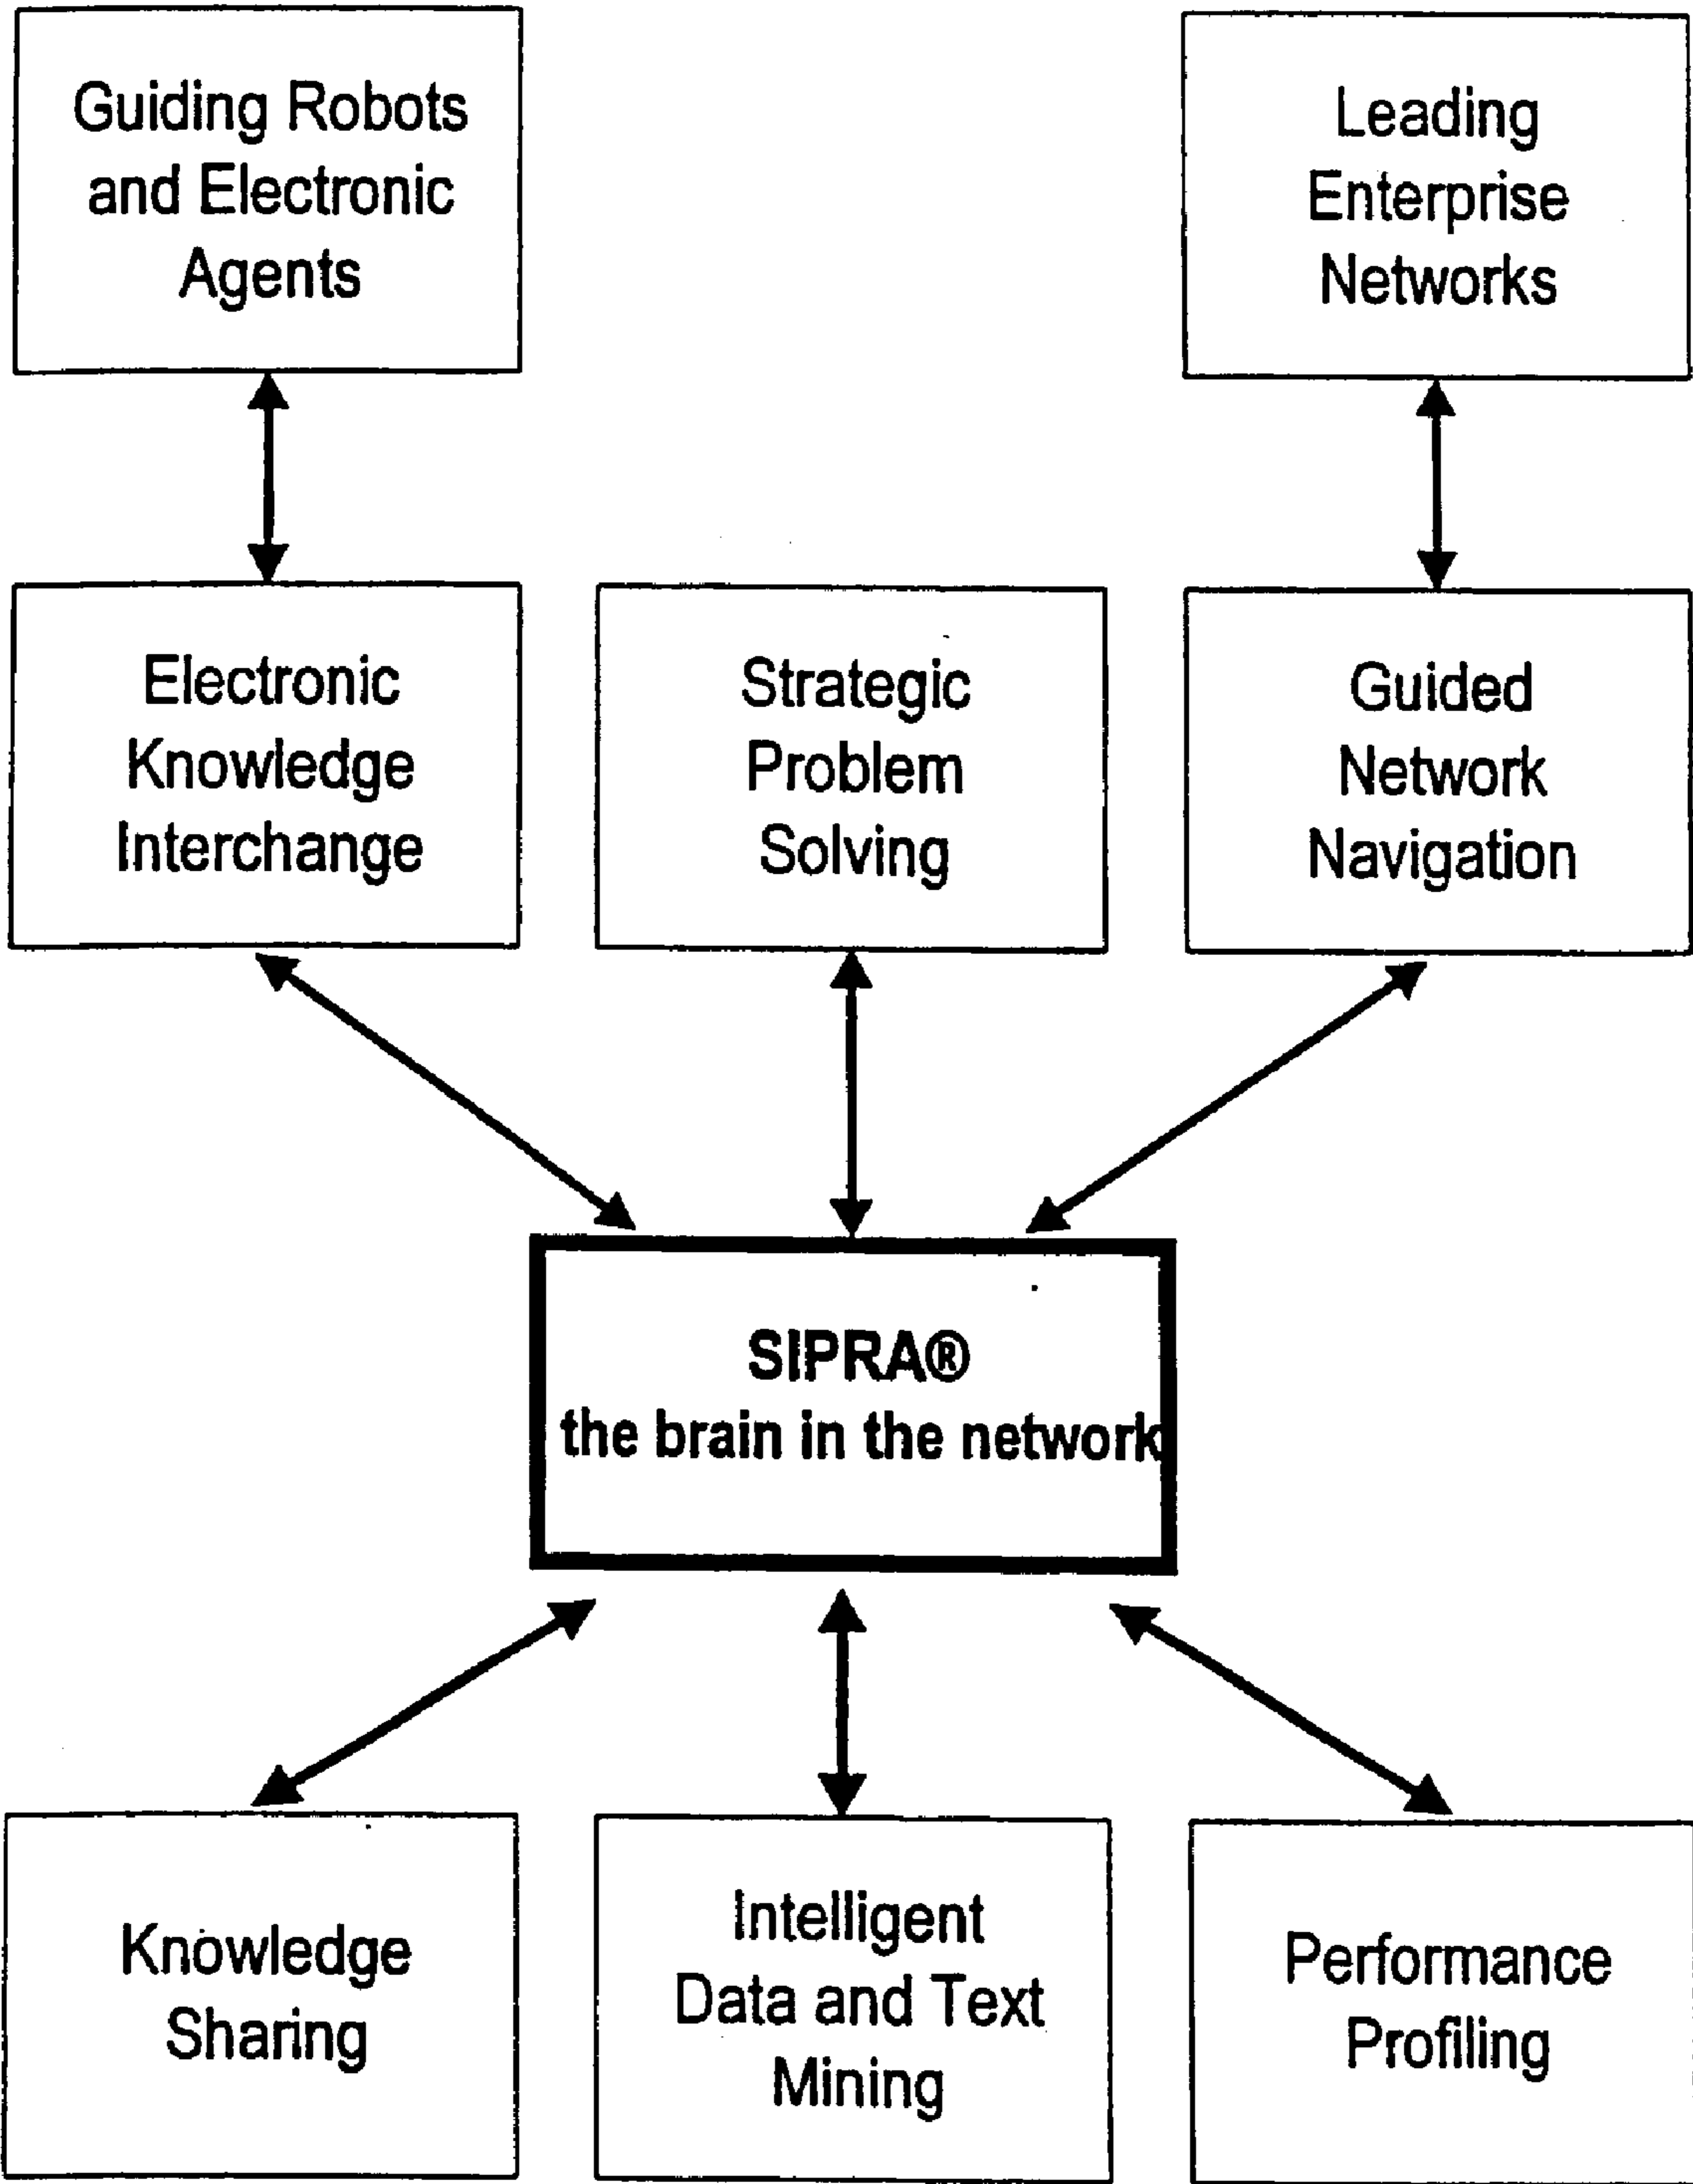 Guiding Robots
and Electronic
Agents
Leading
Enterprise
Networks
Electronic
Knowledge
Interchange
Strategic
Problem
Solving
Guided
Network
Navigation
SIPRA®
the brain in the network
Knowledge
Sharing
Intelligent
Data and Text
Mining
Performance
Profiling